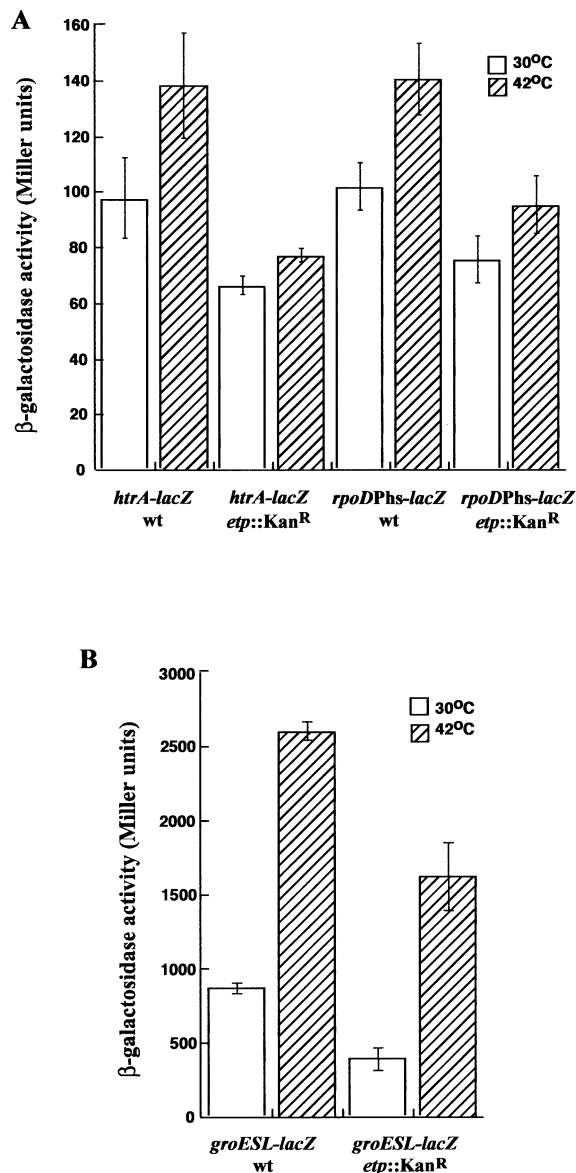 A
β-galactosidase activity (Miller units)
160
140
120
100
80
60
40
20
0
30°C
42°C
htrA-lacZ
wt
htrA-lacZ
etp::Kanᴿ
rpoDPhs-lacZ
wt
rpoDPhs-lacZ
etp::Kanᴿ
B
β-galactosidase activity (Miller units)
3000
2500
2000
1500
1000
500
0
30°C
42°C
groESL-lacZ
wt
groESL-lacZ
etp::Kanᴿ